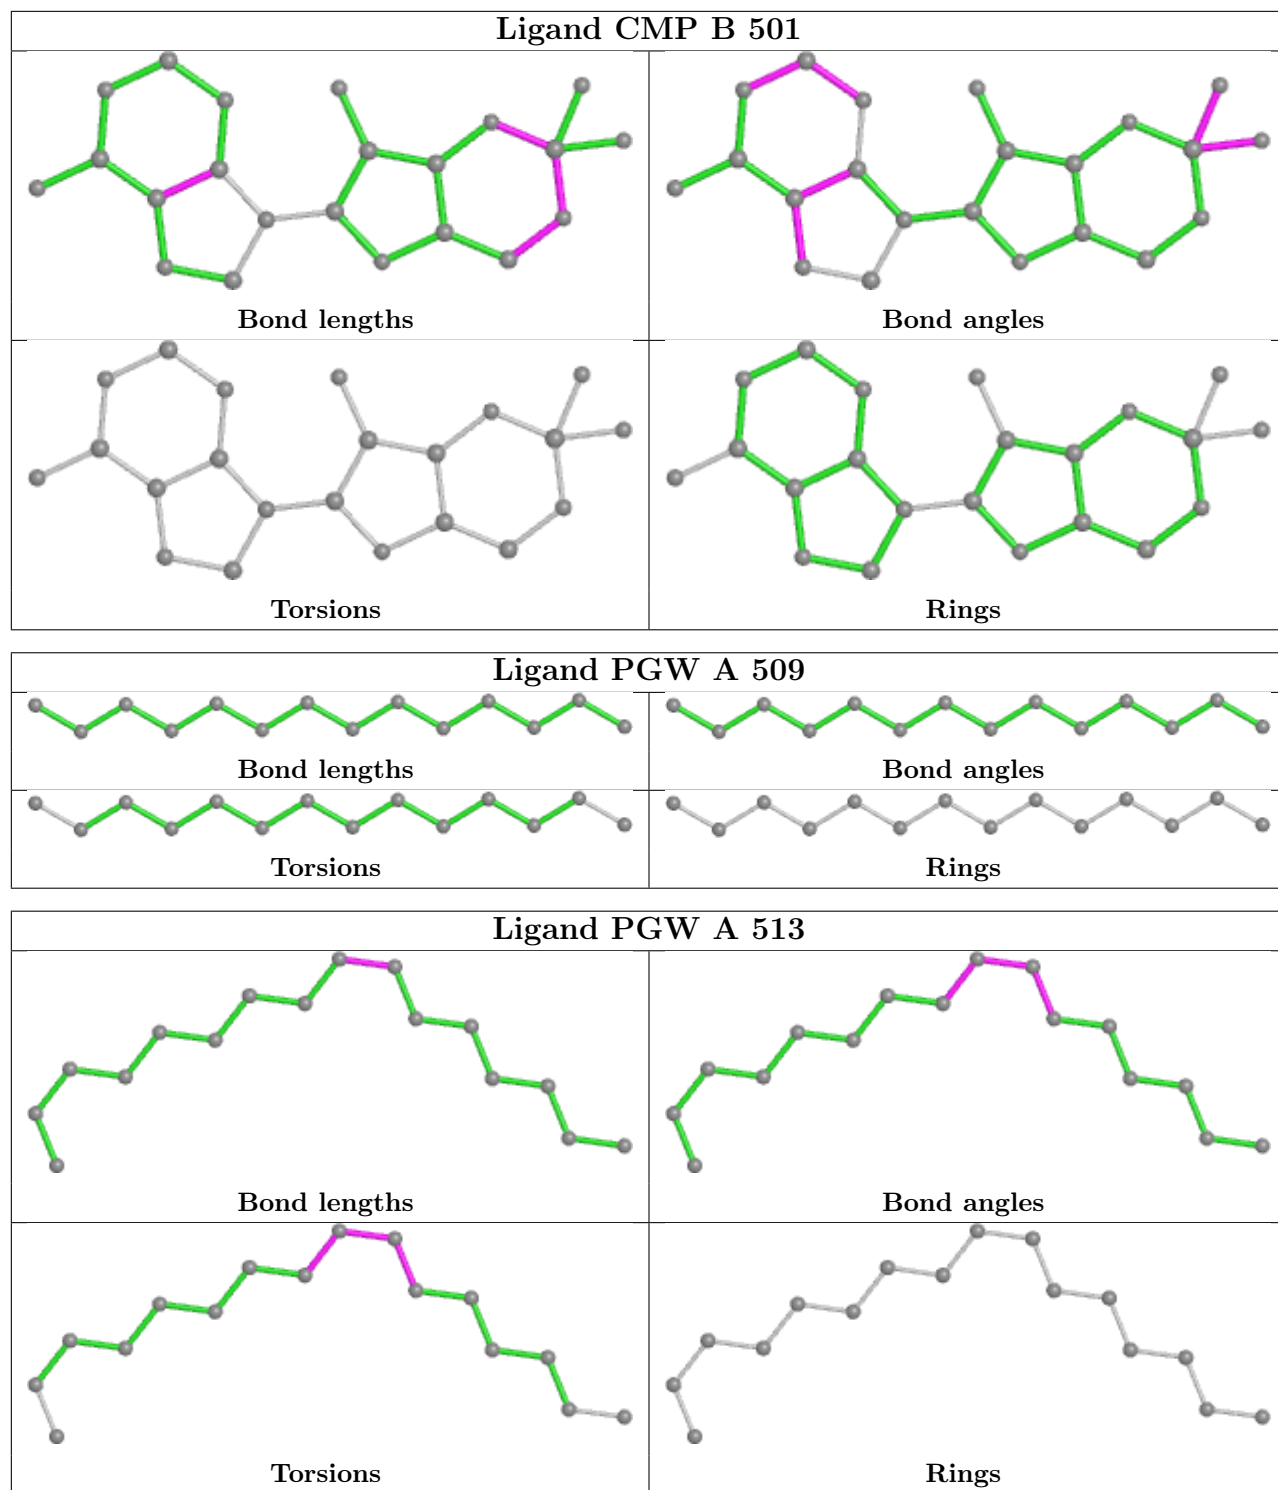 Ligand CMP B 501
Bond lengths
Bond angles
Torsions
Rings
Ligand PGW A 509
Bond lengths
Bond angles
Torsions
Rings
Ligand PGW A 513
Bond lengths
Bond angles
Torsions
Rings